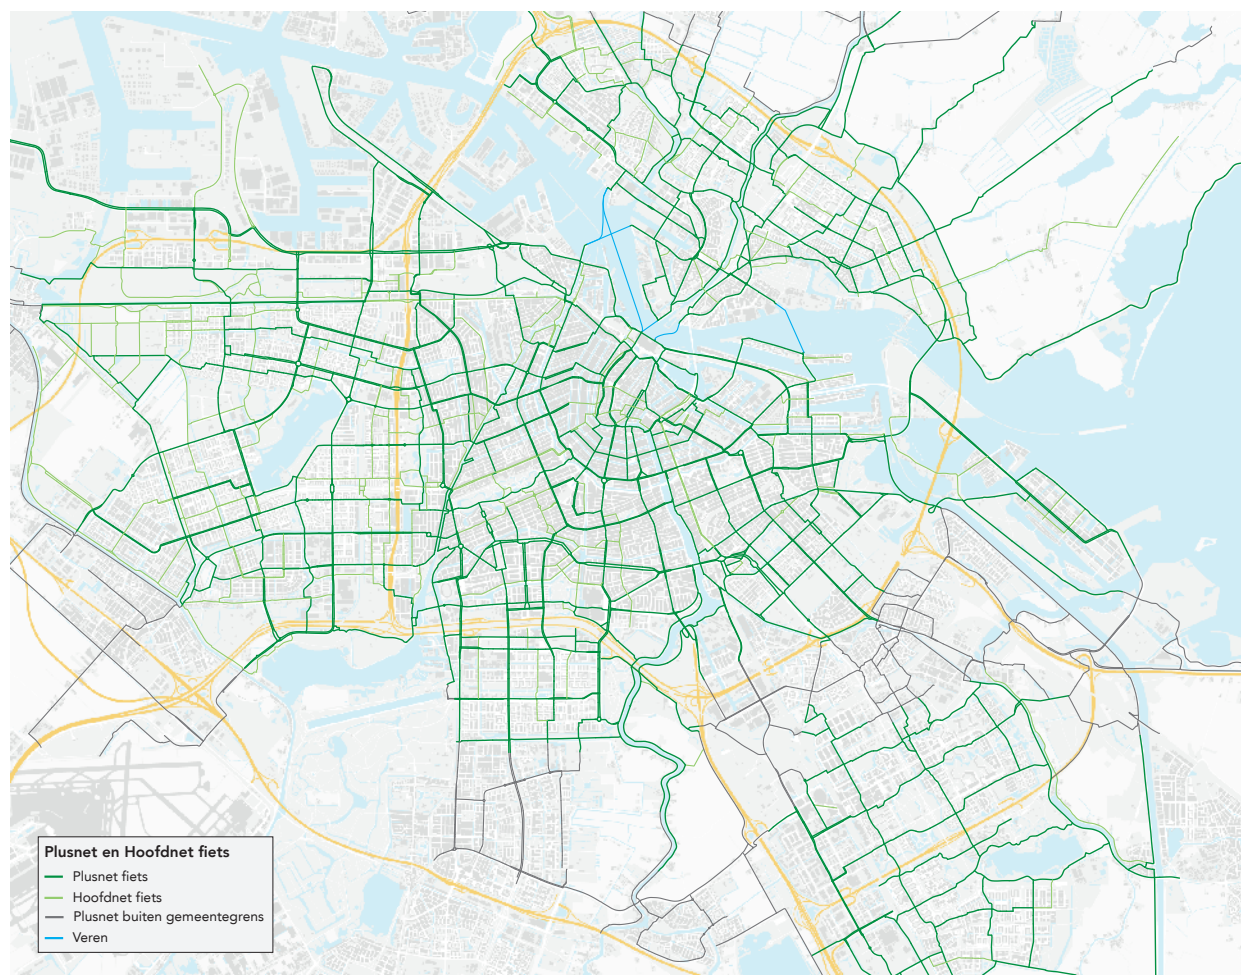 Plusnet en Hoofdnet fiets
Plusnet fiets
Hoofdnet fiets
Plusnet buiten gemeentegrens
Veren